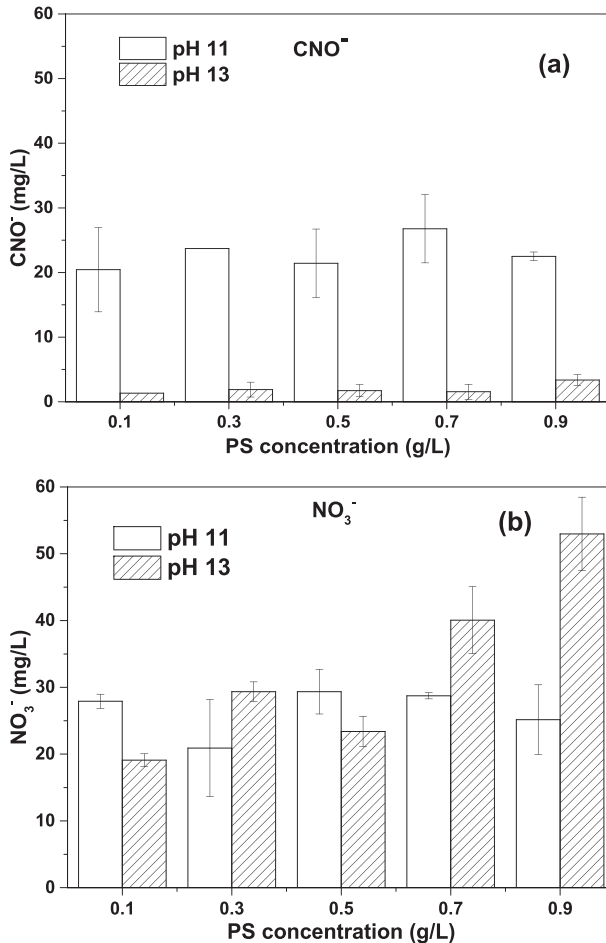 60
50
40
30
20
10
0
CNO⁻ (mg/L)
pH 11
pH 13
CNO⁻
(a)
0.1 0.3 0.5 0.7 0.9
PS concentration (g/L)
60
50
40
30
20
10
0
NO₃⁻ (mg/L)
NO₃⁻
pH 11
pH 13
(b)
0.1 0.3 0.5 0.7 0.9
PS concentration (g/L)